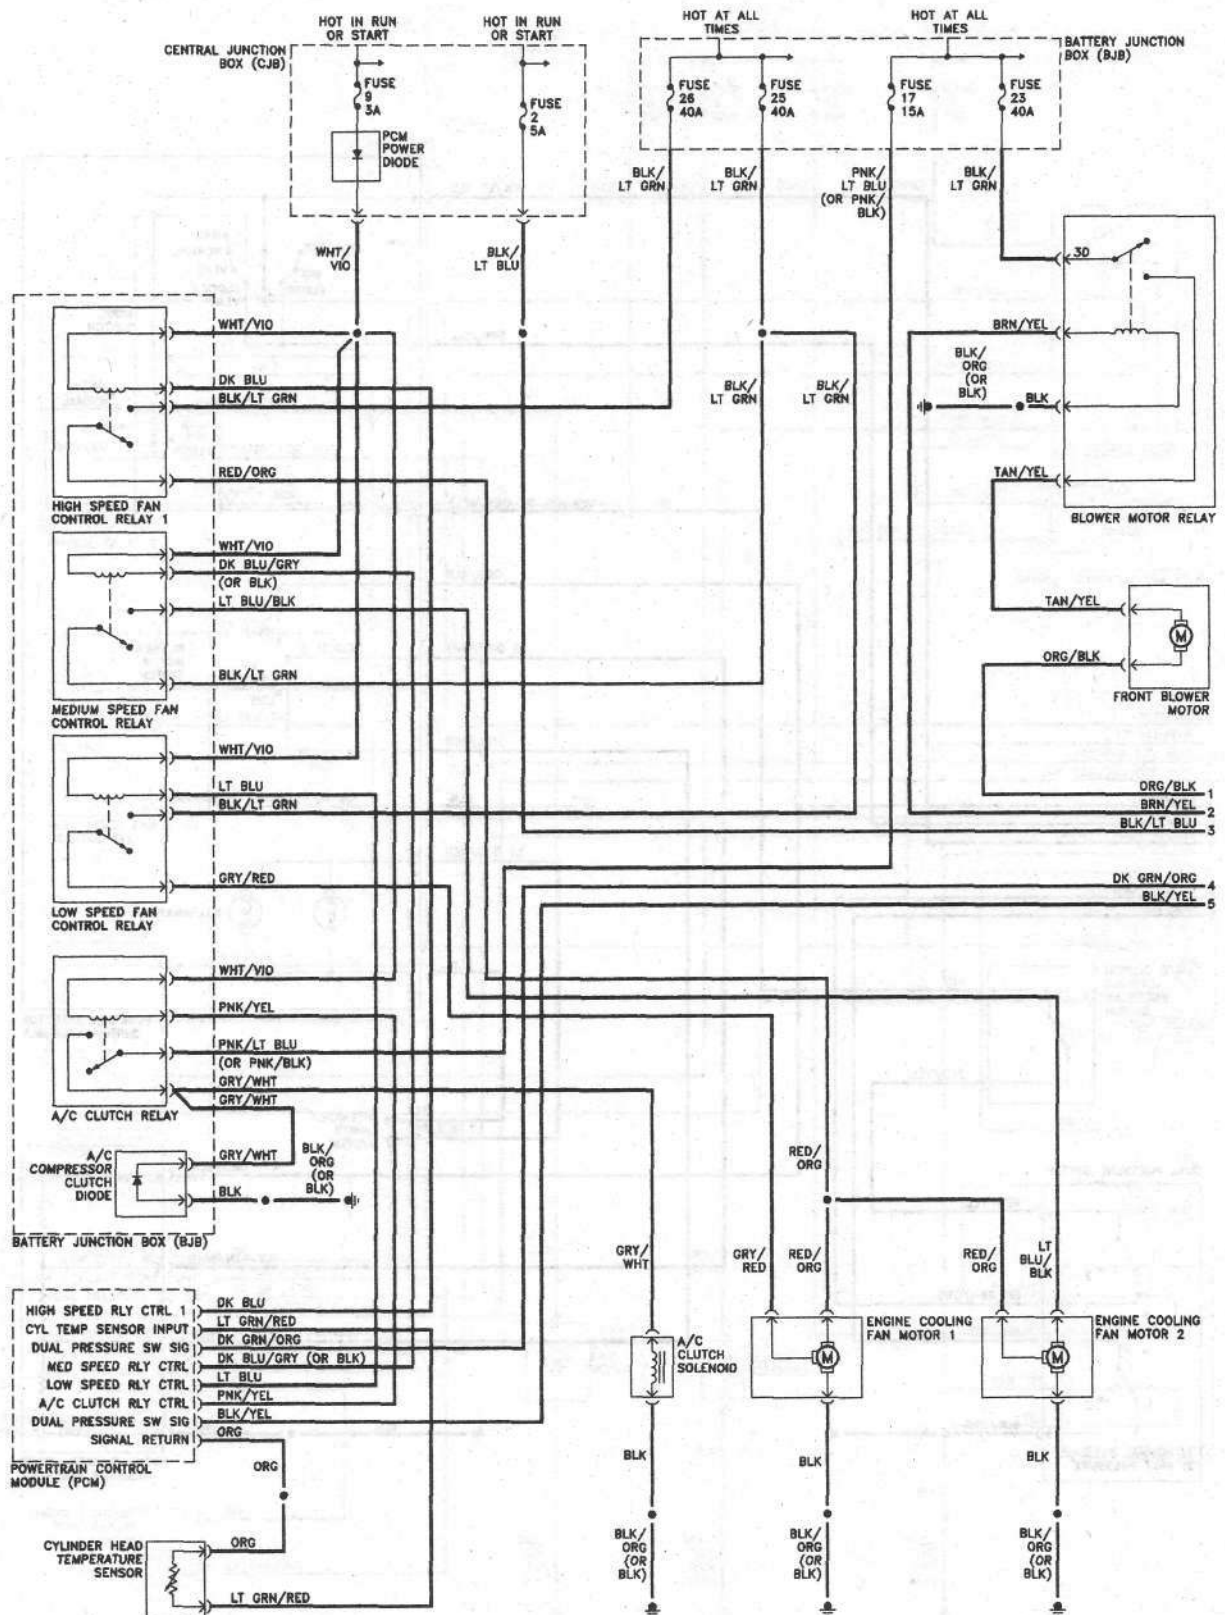 HOT IN RUN
OR START
HOT IN RUN
OR START
HOT AT ALL
TIMES
HOT AT ALL
TIMES
CENTRAL JUNCTION
BOX (CJB)
BATTERY JUNCTION
BOX (BJB)
FUSE
9
3A
FUSE
2
5A
FUSE
26
40A
FUSE
25
40A
FUSE
17
15A
FUSE
23
40A
PCM
POWER
DIODE
BLK/
LT GRN
BLK/
LT GRN
PNK/
LT BLU
(OR PNK/
BLK)
BLK/
LT GRN
WHT/
VIO
BLK/
LT BLU
30
WHT/VIO
BRN/YEL
DK BLU
BLK/LT GRN
BLK/
LT GRN
BLK/
LT GRN
BLK/
ORG
(OR
BLK)
BLK
RED/ORG
TAN/YEL
HIGH SPEED FAN
CONTROL RELAY 1
BLOWER MOTOR RELAY
WHT/VIO
DK BLU/GRY
(OR BLK)
LT BLU/BLK
BLK/LT GRN
TAN/YEL
M
ORG/BLK
FRONT BLOWER
MOTOR
MEDIUM SPEED FAN
CONTROL RELAY
WHT/VIO
LT BLU
BLK/LT GRN
ORG/BLK 1
BRN/YEL 2
BLK/LT BLU 3
GRY/RED
DK GRN/ORG 4
BLK/YEL 5
LOW SPEED FAN
CONTROL RELAY
WHT/VIO
PNK/YEL
PNK/LT BLU
(OR PNK/BLK)
GRY/WHT
GRY/WHT
A/C CLUTCH RELAY
A/C
COMPRESSOR
CLUTCH
DIODE
GRY/WHT
BLK
BLK/
ORG
(OR
BLK)
RED/
ORG
BATTERY JUNCTION BOX (BJB)
GRY/
WHT
GRY/
RED
RED/
ORG
RED/
ORG
LT
BLU/
BLK
HIGH SPEED RLY CTRL 1
DK BLU
CYL TEMP SENSOR INPUT
LT GRN/RED
DUAL PRESSURE SW SIG
DK GRN/ORG
MED SPEED RLY CTRL
DK BLU/GRY (OR BLK)
LOW SPEED RLY CTRL
LT BLU
A/C CLUTCH RLY CTRL
PNK/YEL
DUAL PRESSURE SW SIG
BLK/YEL
SIGNAL RETURN
ORG
POWERTRAIN CONTROL
MODULE (PCM)
A/C
CLUTCH
SOLENOID
ENGINE COOLING
FAN MOTOR 1
M
ENGINE COOLING
FAN MOTOR 2
M
ORG
BLK
BLK
BLK
CYLINDER HEAD
TEMPERATURE
SENSOR
ORG
LT GRN/RED
BLK/
ORG
(OR
BLK)
BLK/
ORG
(OR
BLK)
BLK/
ORG
(OR
BLK)